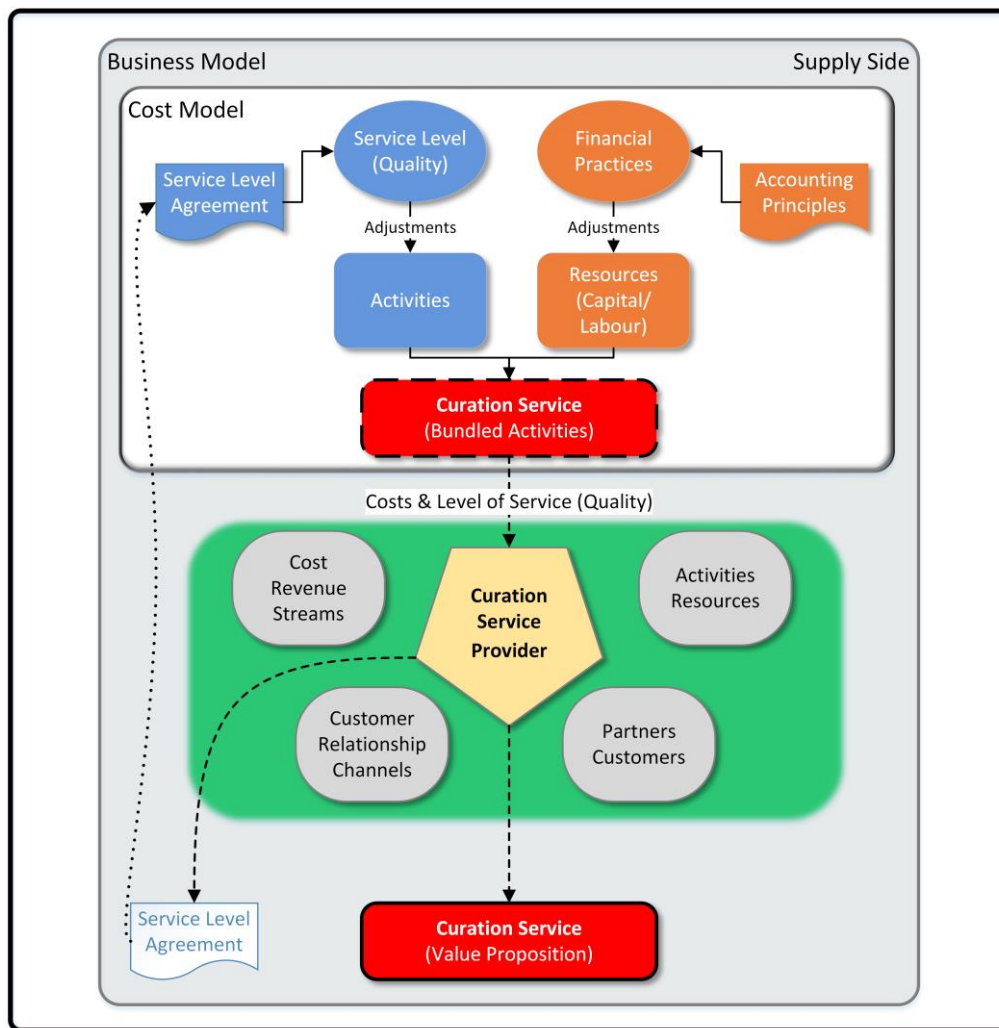 Business Model
Supply Side
Cost Model
Service Level
(Quality)
Financial
Practices
Service Level
Agreement
Accounting
Principles
Adjustments
Adjustments
Activities
Resources
(Capital/
Labour)
Curation Service
(Bundled Activities)
Costs & Level of Service (Quality)
Cost
Revenue
Streams
Curation
Service
Provider
Activities
Resources
Customer
Relationship
Channels
Partners
Customers
Service Level
Agreement
Curation Service
(Value Proposition)